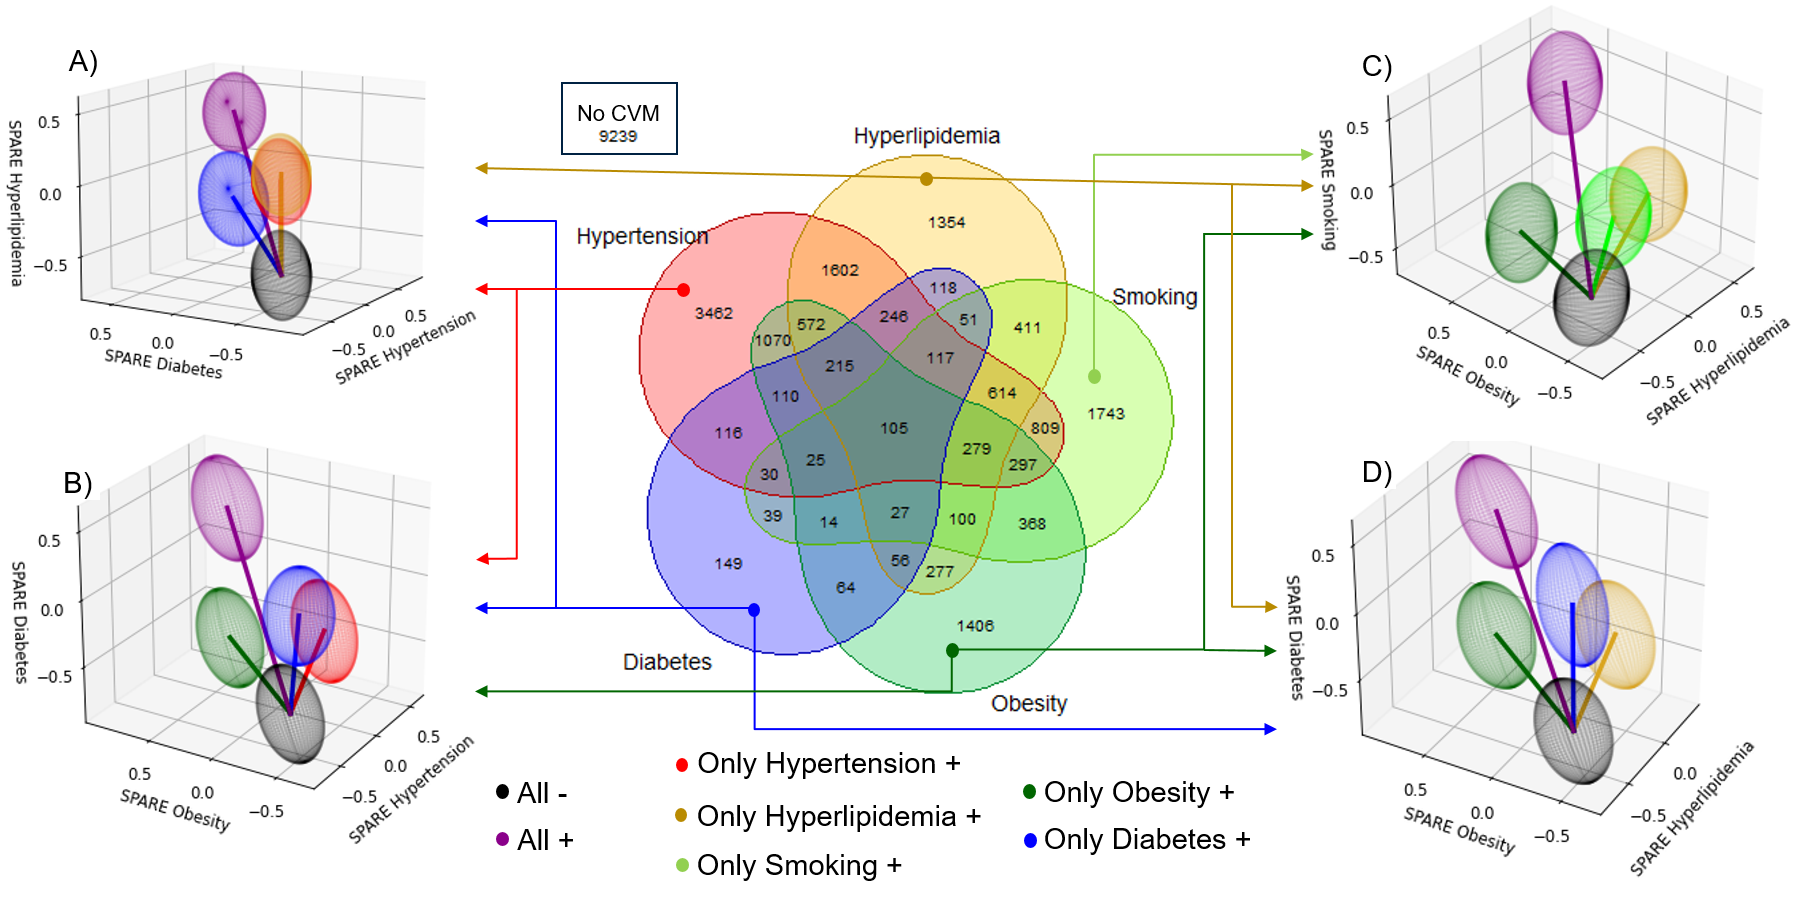 A)
0.5
0.0
−0.5
SPARE Hyperlipidemia
0.5
0.0
−0.5
SPARE Diabetes
−0.5
0.0
0.5
SPARE Hypertension
B)
0.5
0.0
−0.5
SPARE Diabetes
0.5
0.0
−0.5
SPARE Obesity
−0.5
0.0
0.5
SPARE Hypertension
No CVM
9239
Hyperlipidemia
Hypertension
Smoking
Diabetes
Obesity
1354
1602
118
3462
572
246
51
411
1070
215
117
614
110
1743
116
105
809
25
279
297
30
39
14
27
100
368
149
56
277
64
1406
C)
0.5
0.0
−0.5
SPARE Smoking
0.5
0.0
−0.5
SPARE Obesity
−0.5
0.0
0.5
SPARE Hyperlipidemia
D)
0.5
0.0
−0.5
SPARE Diabetes
0.5
0.0
−0.5
SPARE Obesity
−0.5
0.0
SPARE Hyperlipidemia
All -
All +
Only Hypertension +
Only Hyperlipidemia +
Only Smoking +
Only Obesity +
Only Diabetes +